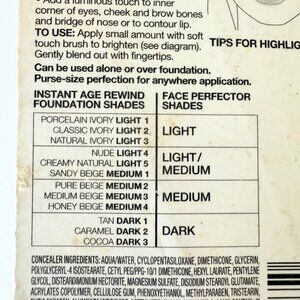 • Add a luminous touch to inner
corner of eyes, cheek and brow bones
and bridge of nose or to contour lip.
TO USE: Apply small amount with soft
touch brush to brighten (see diagram).
Gently blend out with fingertips.
TIPS FOR HIGHLIG
Can be used alone or over foundation.
Purse-size perfection for anywhere application.
INSTANT AGE REWIND
FOUNDATION SHADES
FACE PERFECTOR
SHADES
PORCELAIN IVORY LIGHT 1
CLASSIC IVORY LIGHT 2
NATURAL IVORY LIGHT 3
LIGHT
NUDE LIGHT 4
CREAMY NATURAL LIGHT 5
SANDY BEIGE MEDIUM 1
LIGHT/
MEDIUM
PURE BEIGE MEDIUM 2
MEDIUM BEIGE MEDIUM 3
HONEY BEIGE MEDIUM 4
MEDIUM
TAN DARK 1
CARAMEL DARK 2
COCOA DARK 3
DARK
CONCEALER INGREDIENTS: AQUA/WATER, CYCLOPENTASILOXANE, DIMETHICONE, GLYCERIN,
POLYGLYCERYL-4 ISOSTEARATE, CETYL PEG/PPG-10/1 DIMETHICONE, HEXYL LAURATE, PENTYLENE
GLYCOL, DISTEARDIMONIUM HECTORITE, MAGNESIUM SULFATE, DISODIUM STEAROYL GLUTAMATE,
ACRYLATES COPOLYMER, CELLULOSE GUM, PHENOXYETHANOL, METHYLPARABEN, TRISTEARIN,